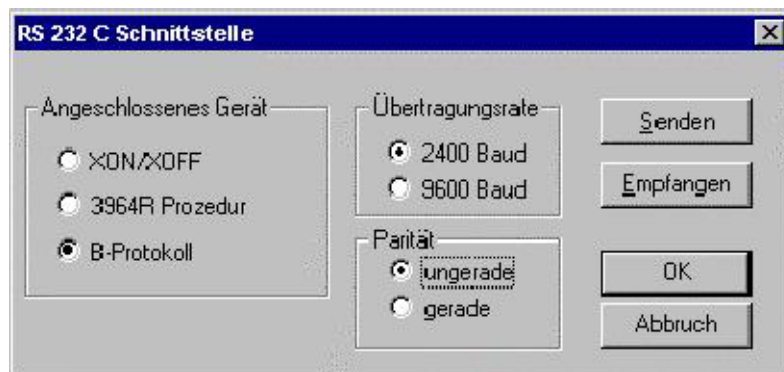 RS 232 C Schnittstelle
Angeschlossenes Gerät
XON/XOFF
3964R Prozedur
B-Protokoll
Übertragungsrate
2400 Baud
9600 Baud
Parität
ungerade
gerade
Senden
Empfangen
OK
Abbruch